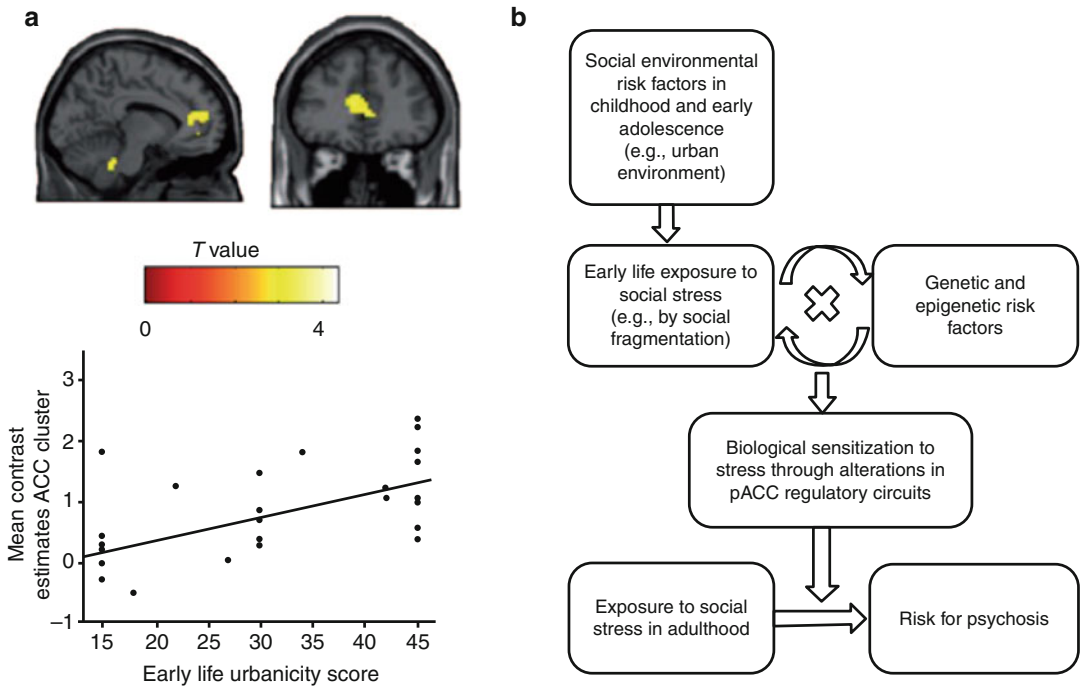 a
T value
0
4
Mean contrast
estimates ACC cluster
3
2
1
0
–1
15 20 25 30 35 40 45
Early life urbanicity score
b
Social environmental
risk factors in
childhood and early
adolescence
(e.g., urban
environment)
Early life exposure to
social stress
(e.g., by social
fragmentation)
Genetic and
epigenetic risk
factors
Biological sensitization to
stress through alterations in
pACC regulatory circuits
Exposure to social
stress in adulthood
Risk for psychosis